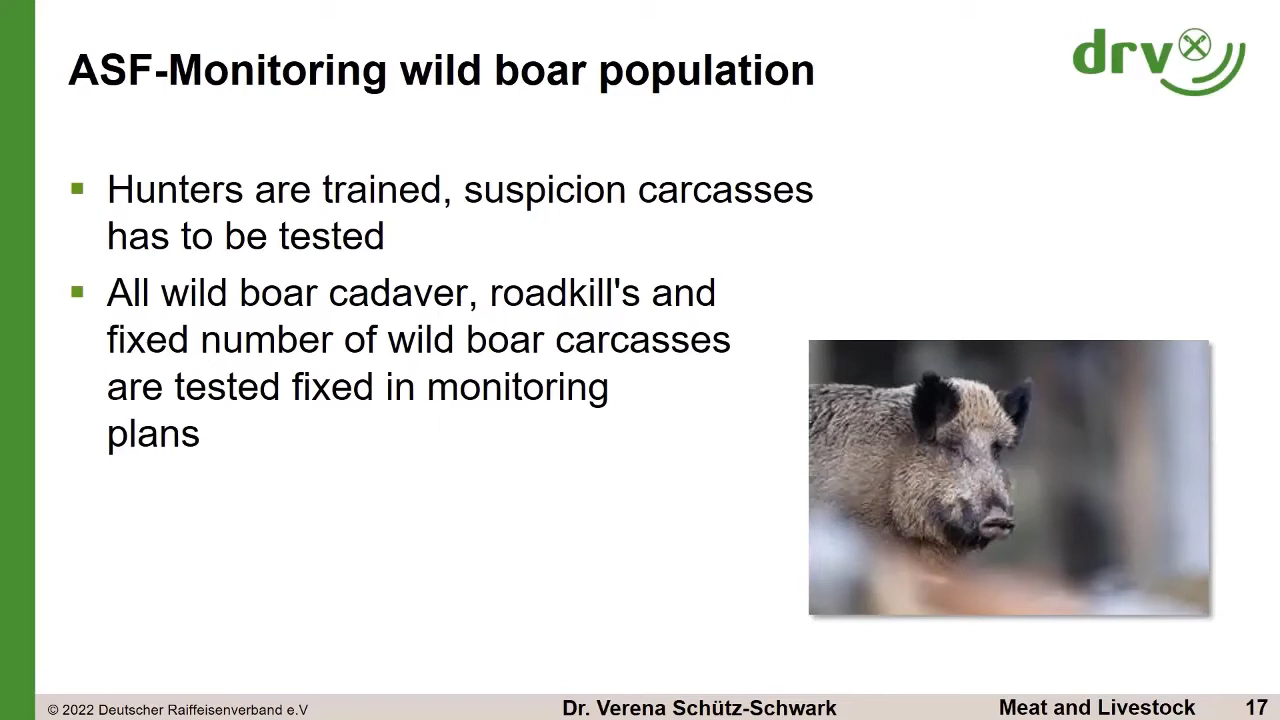 ASF-Monitoring wild boar population
drv
Hunters are trained, suspicion carcasses
has to be tested
All wild boar cadaver, roadkill's and
fixed number of wild boar carcasses
are tested fixed in monitoring
plans
© 2022 Deutscher Raiffeisenverband e.V
Dr. Verena Schütz-Schwark
Meat and Livestock
17